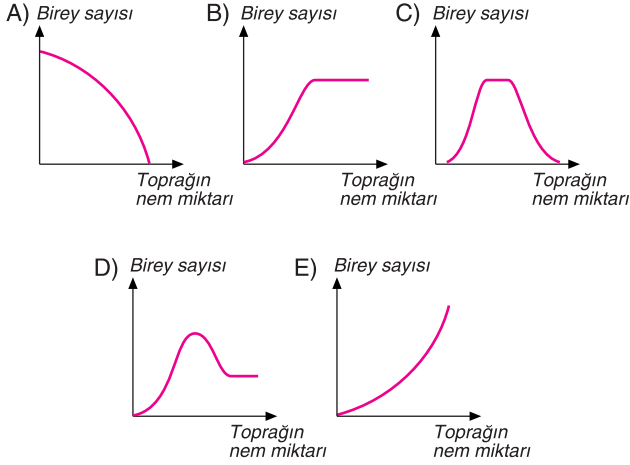 A) Birey sayısı
Toprağın
nem miktarı
B) Birey sayısı
Toprağın
nem miktarı
C) Birey sayısı
Toprağın
nem miktarı
D) Birey sayısı
Toprağın
nem miktarı
E) Birey sayısı
Toprağın
nem miktarı